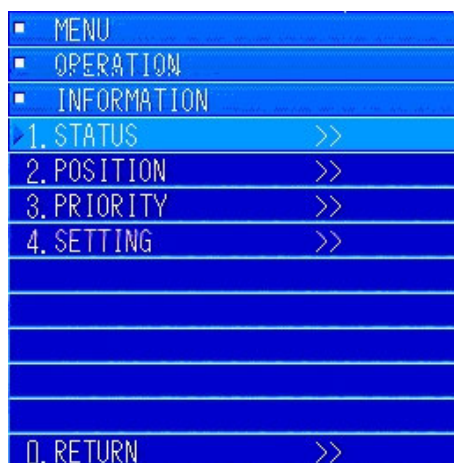 MENU
OPERATION
INFORMATION
1. STATUS >>
2. POSITION >>
3. PRIORITY >>
4. SETTING >>
0. RETURN >>